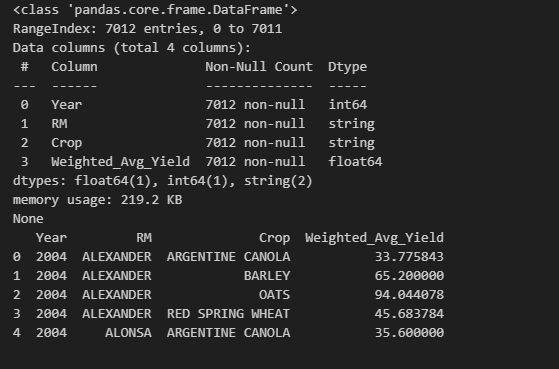 <class 'pandas.core.frame.DataFrame'>
RangeIndex: 7012 entries, 0 to 7011
Data columns (total 4 columns):
 #   Column              Non-Null Count  Dtype
---  ------              --------------  -----
 0   Year                7012 non-null   int64
 1   RM                  7012 non-null   string
 2   Crop                7012 non-null   string
 3   Weighted_Avg_Yield  7012 non-null   float64
dtypes: float64(1), int64(1), string(2)
memory usage: 219.2 KB
None
   Year         RM              Crop  Weighted_Avg_Yield
0  2004  ALEXANDER  ARGENTINE CANOLA           33.775843
1  2004  ALEXANDER            BARLEY           65.200000
2  2004  ALEXANDER              OATS           94.044078
3  2004  ALEXANDER  RED SPRING WHEAT           45.683784
4  2004     ALONSA  ARGENTINE CANOLA           35.600000